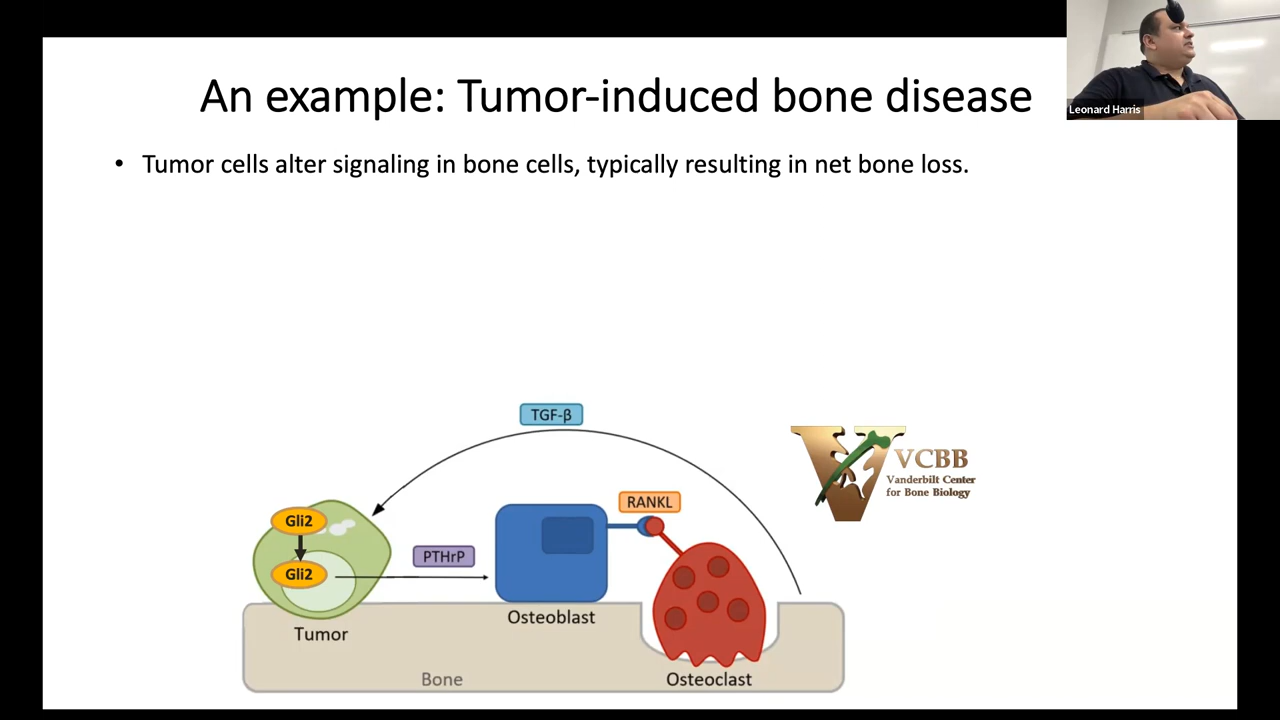 An example: Tumor-induced bone disease
Leonard Harris
• Tumor cells alter signaling in bone cells, typically resulting in net bone loss.
TGF-β
VCBB
Vanderbilt Center
for Bone Biology
RANKL
Gli2
PTHrP
Gli2
Osteoblast
Tumor
Bone
Osteoclast